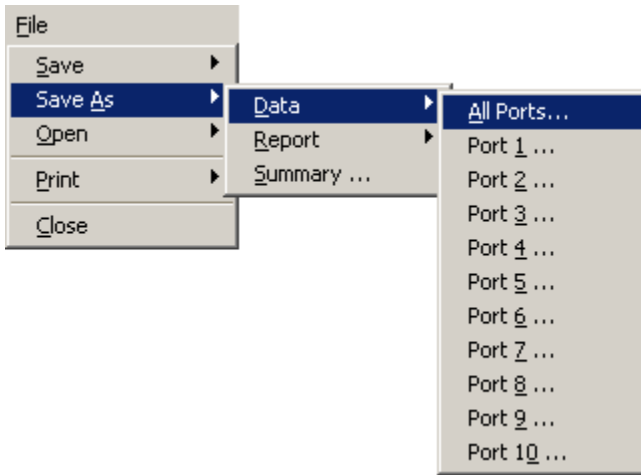 File
Save
Save As
Open
Print
Close
Data
Report
Summary ...
All Ports...
Port 1 ...
Port 2 ...
Port 3 ...
Port 4 ...
Port 5 ...
Port 6 ...
Port 7 ...
Port 8 ...
Port 9 ...
Port 10 ...